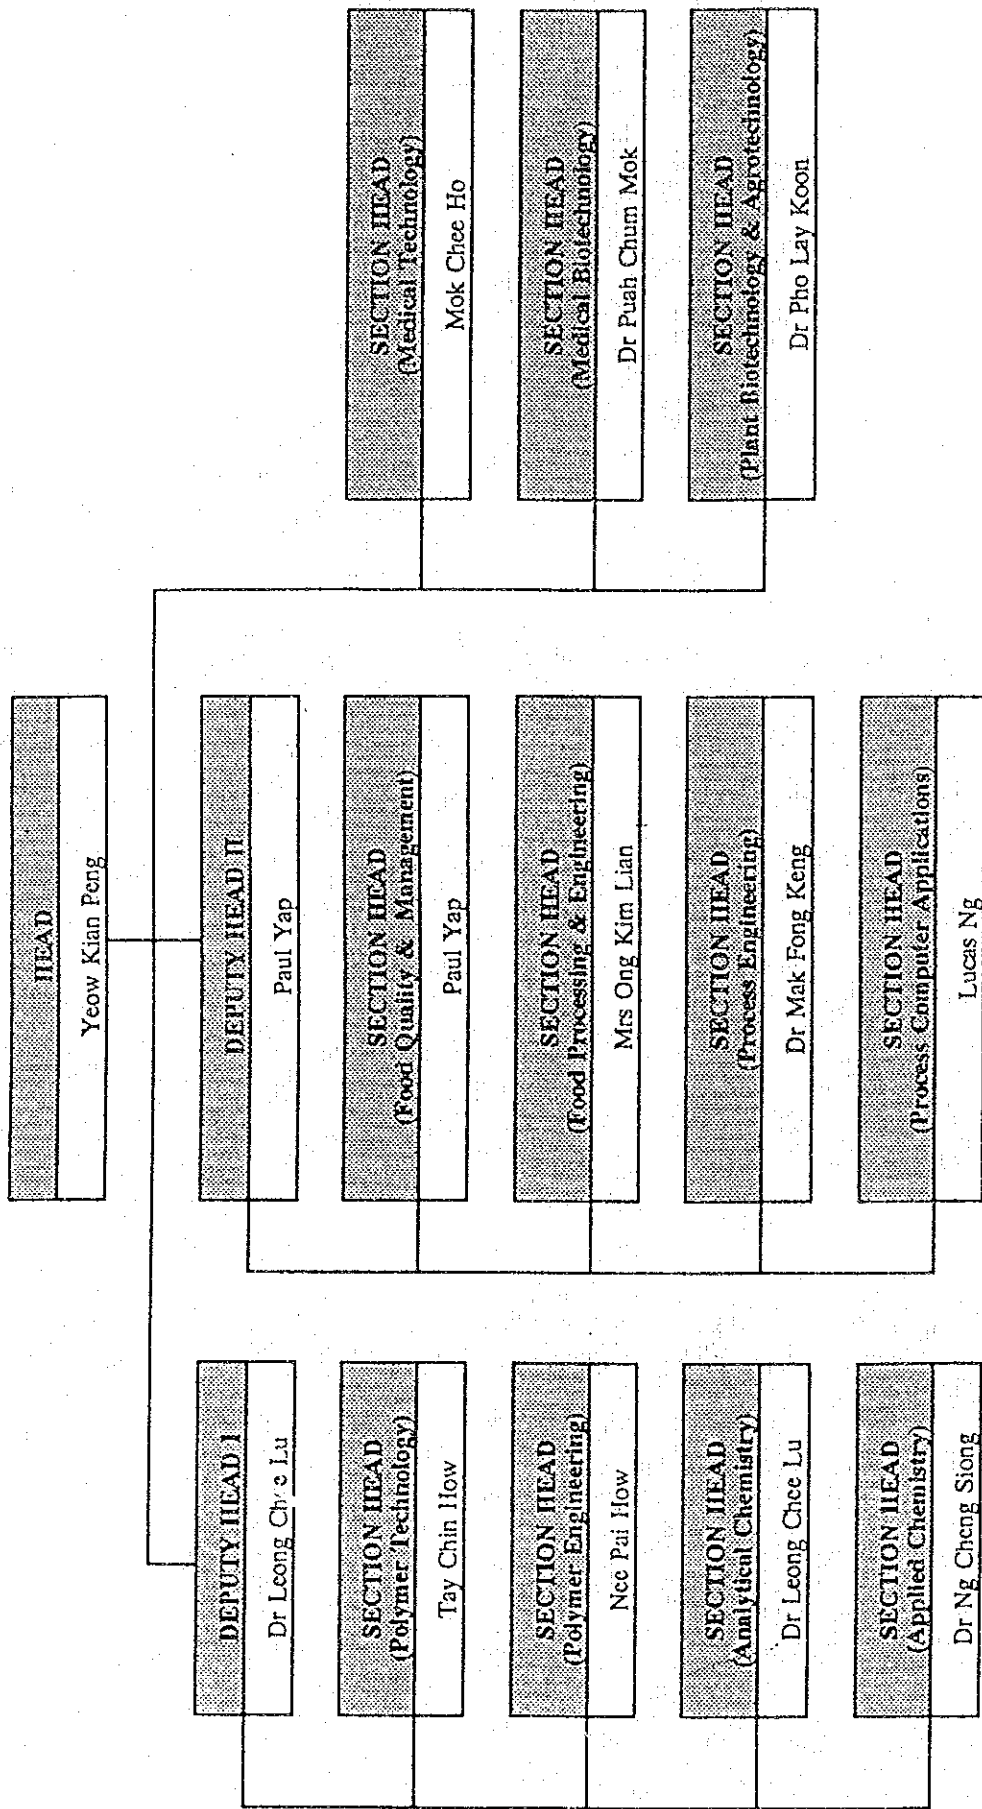 HEAD
Yeow Kian Peng
DEPUTY HEAD I
Dr Leong Chee Lu
SECTION HEAD
(Polymer Technology)
Tay Chin How
SECTION HEAD
(Polymer Engineering)
Nee Pai How
SECTION HEAD
(Analytical Chemistry)
Dr Leong Chee Lu
SECTION HEAD
(Applied Chemistry)
Dr Ng Cheng Siong
DEPUTY HEAD II
Paul Yap
SECTION HEAD
(Food Quality & Management)
Paul Yap
SECTION HEAD
(Food Processing & Engineering)
Mrs Ong Kim Lian
SECTION HEAD
(Process Engineering)
Dr Mak Fong Keng
SECTION HEAD
(Process Computer Applications)
Lucas Ng
SECTION HEAD
(Medical Technology)
Mok Chee Ho
SECTION HEAD
(Medical Biotechnology)
Dr Puah Chum Mok
SECTION HEAD
(Plant Biotechnology & Agrotechnology)
Dr Pho Lay Koon